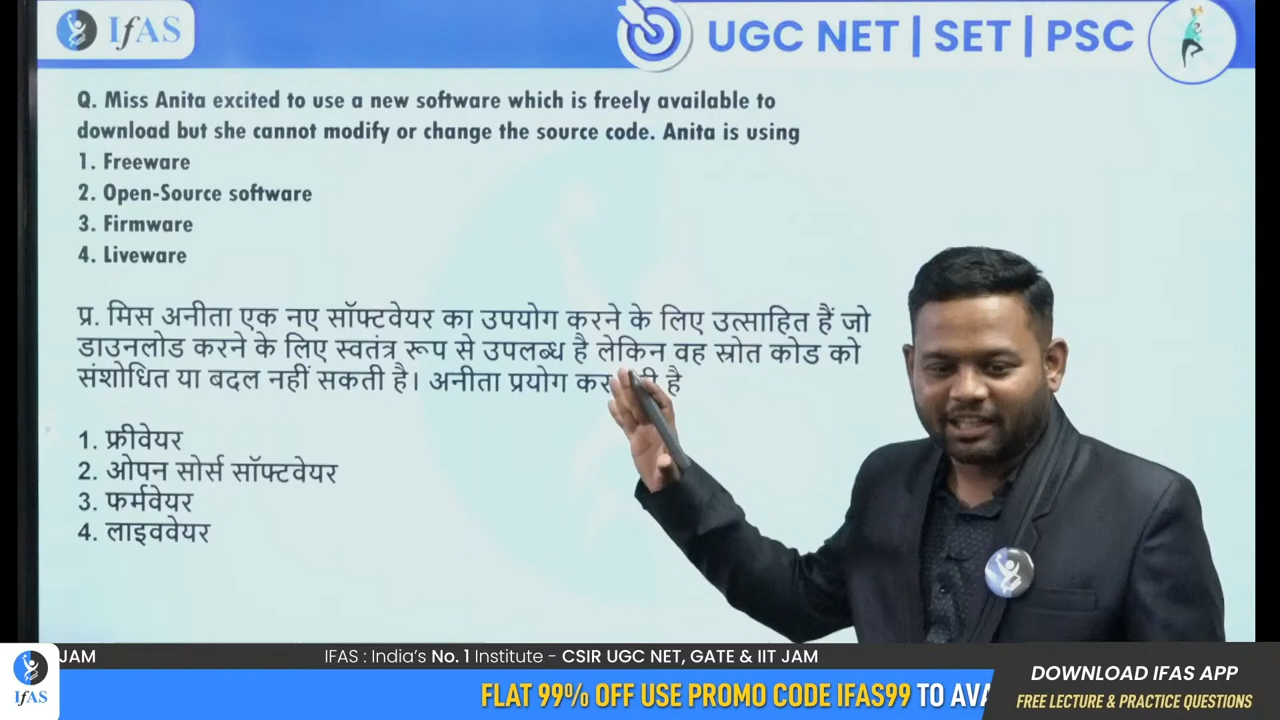 IfAS
UGC NET | SET | PSC
Q. Miss Anita excited to use a new software which is freely available to
download but she cannot modify or change the source code. Anita is using
1. Freeware
2. Open-Source software
3. Firmware
4. Liveware
प्र. मिस अनीता एक नए सॉफ्टवेयर का उपयोग करने के लिए उत्साहित हैं जो
डाउनलोड करने के लिए स्वतंत्र रूप से उपलब्ध है लेकिन वह स्रोत कोड को
संशोधित या बदल नहीं सकती है। अनीता प्रयोग कर है
1. फ्रीवेयर
2. ओपन सोर्स सॉफ्टवेयर
3. फर्मवेयर
4. लाइववेयर
JAM
IFAS : India's No. 1 Institute - CSIR UGC NET, GATE & IIT JAM
IfAS
FLAT 99% OFF USE PROMO CODE IFAS99 TO
DOWNLOAD IFAS APP
FREE LECTURE & PRACTICE QUESTIONS